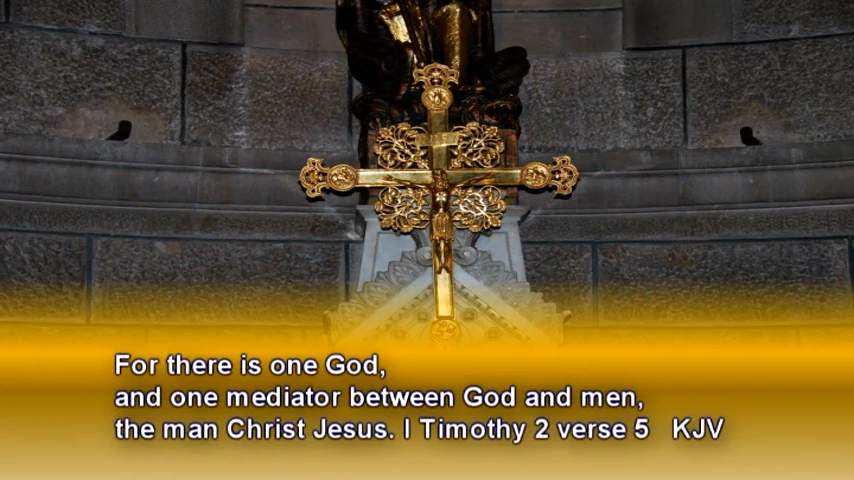 For there is one God,
and one mediator between God and men,
the man Christ Jesus. I Timothy 2 verse 5 KJV